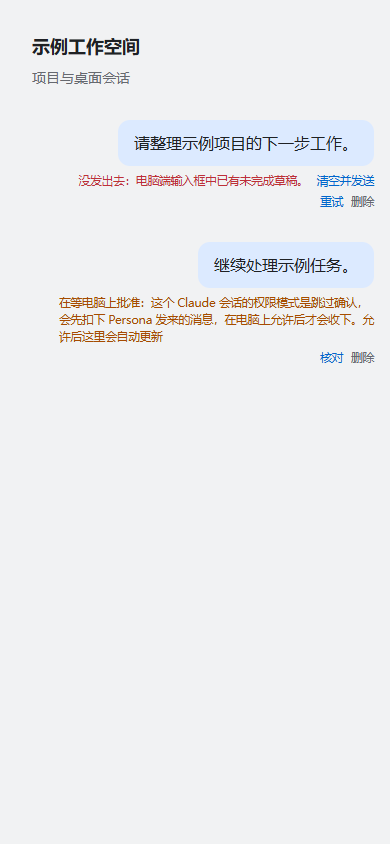 示例工作空间
项目与桌面会话
请整理示例项目的下一步工作。
没发出去：电脑端输入框中已有未完成草稿。 清空并发送
重试 删除
继续处理示例任务。
在等电脑上批准：这个 Claude 会话的权限模式是跳过确认，
会先扣下 Persona 发来的消息，在电脑上允许后才会收下。允
许后这里会自动更新
核对 删除